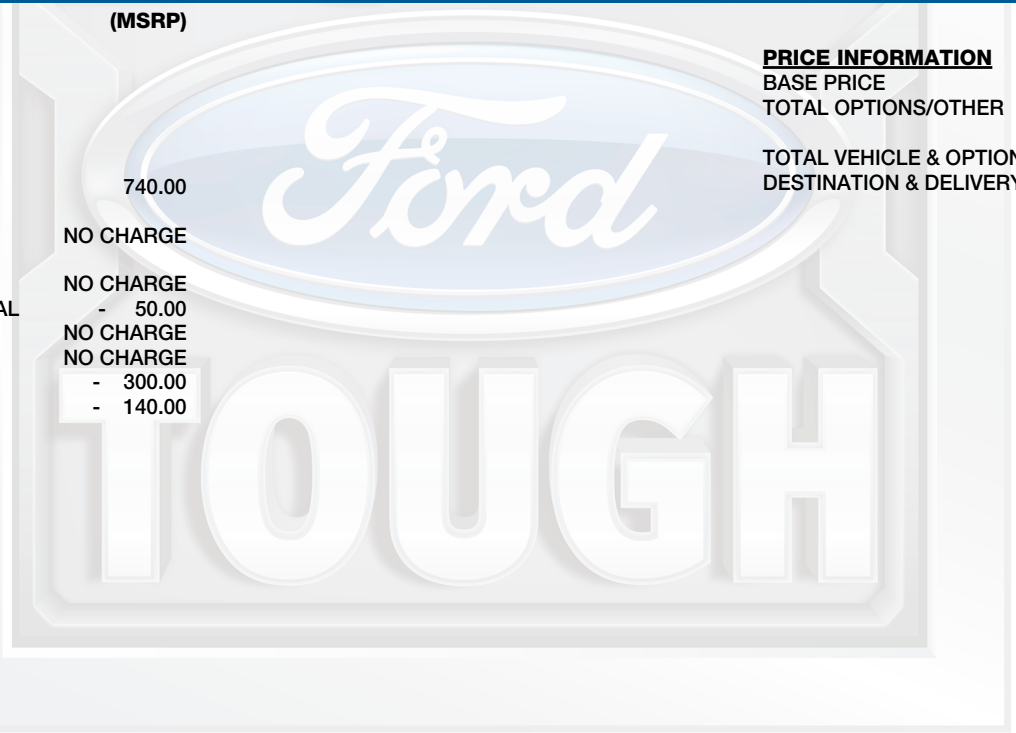 (MSRP)
740.00
NO CHARGE
NO CHARGE
AL - 50.00
NO CHARGE
NO CHARGE
- 300.00
- 140.00
PRICE INFORMATION
BASE PRICE
TOTAL OPTIONS/OTHER
TOTAL VEHICLE & OPTION
DESTINATION & DELIVERY
Ford
TOUGH